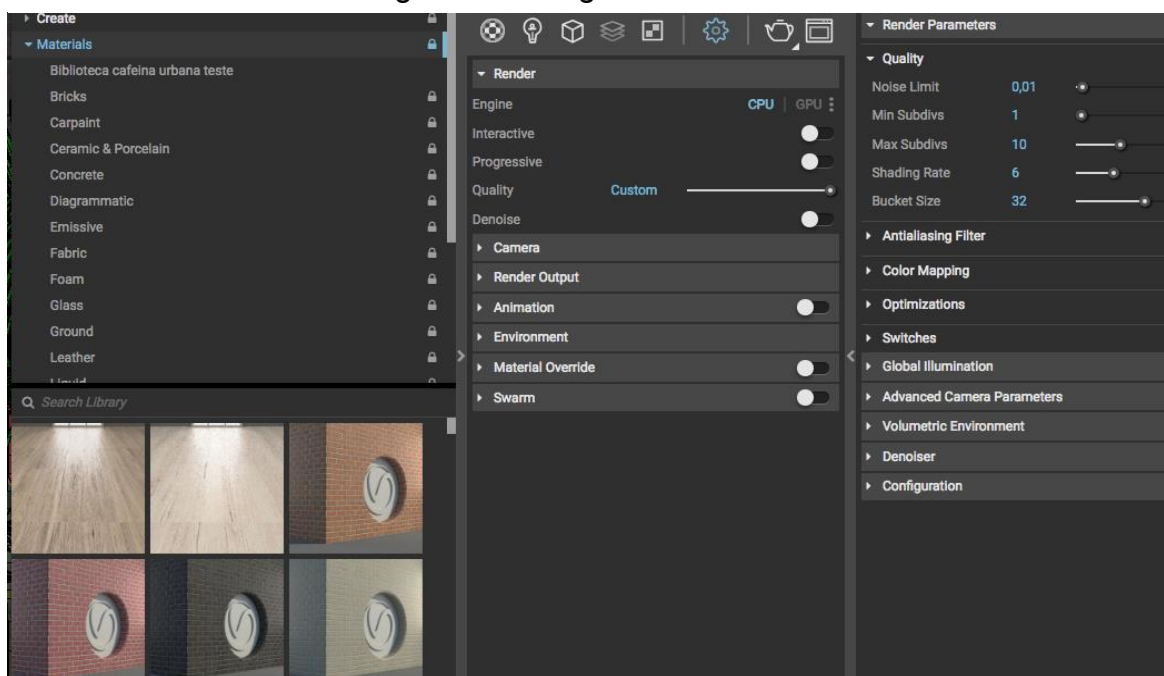 Create
Materials
Biblioteca cafeina urbana teste
Bricks
Carpaint
Ceramic & Porcelain
Concrete
Diagrammatic
Emissive
Fabric
Foam
Glass
Ground
Leather
Liquid
Search Library
Render
Engine CPU | GPU
Interactive
Progressive
Quality Custom
Denoise
Camera
Render Output
Animation
Environment
Material Override
Swarm
Render Parameters
Quality
Noise Limit 0,01
Min Subdivs 1
Max Subdivs 10
Shading Rate 6
Bucket Size 32
Antialiasing Filter
Color Mapping
Optimizations
Switches
Global Illumination
Advanced Camera Parameters
Volumetric Environment
Denoiser
Configuration